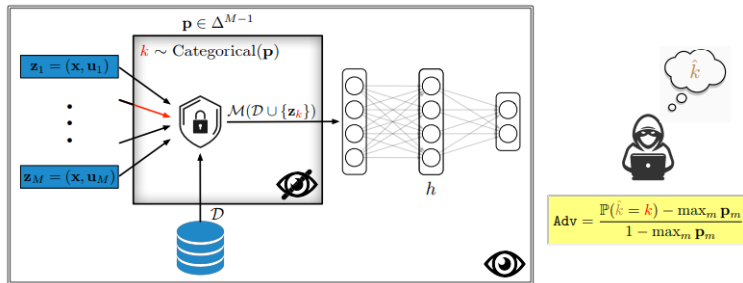 p ∈ Δ^{M−1}
k ∼ Categorical(p)
z_1 = (x, u_1)
M(D ∪ {z_k})
z_M = (x, u_M)
D
h
k̂
Adv = (ℙ(k̂ = k) − max_m p_m) / (1 − max_m p_m)